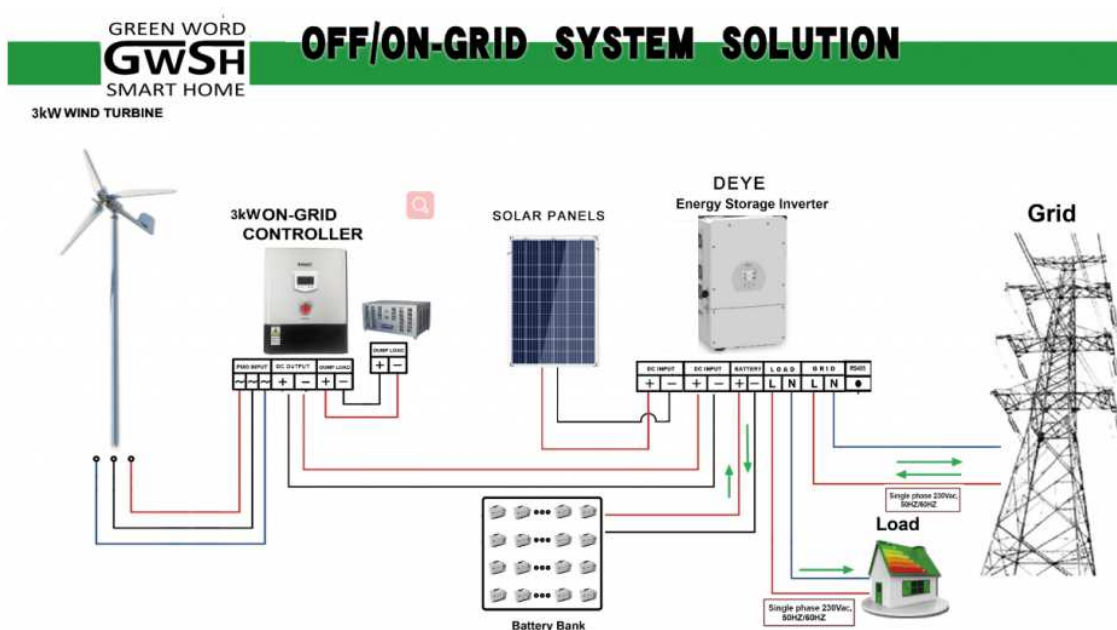 GREEN WORD
GWSH
SMART HOME
OFF/ON-GRID SYSTEM SOLUTION
3kW WIND TURBINE
3kWON-GRID
CONTROLLER
SOLAR PANELS
DEYE
Energy Storage Inverter
Grid
DUMP LOAD
+ −
PMG INPUT DC OUTPUT DUMP LOAD
~ ~ ~ + − + −
DC INPUT DC INPUT BATTERY LOAD GRID RS485
+ − + − + − L N L N
Single phase 230Vac,
50HZ/60HZ
Load
Single phase 230Vac,
50HZ/60HZ
Battery Bank